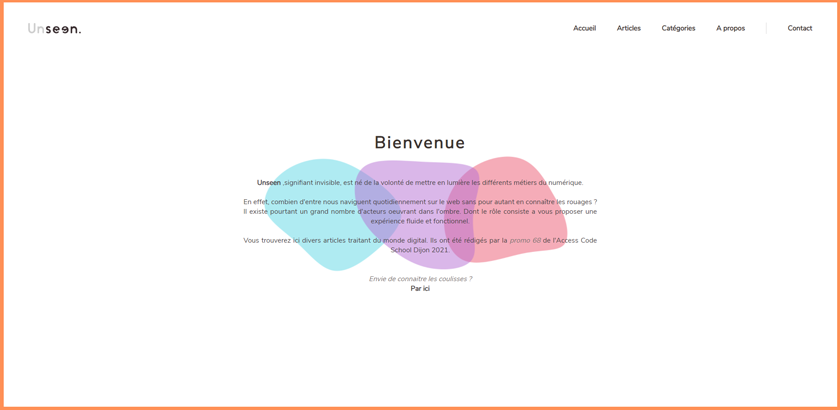 Unseen.
Accueil Articles Catégories A propos Contact
Bienvenue
Unseen ,signifiant invisible, est né de la volonté de mettre en lumière les différents métiers du numérique.
En effet, combien d'entre nous naviguent quotidiennement sur le web sans pour autant en connaître les rouages ?
Il existe pourtant un grand nombre d'acteurs oeuvrant dans l'ombre. Dont le rôle consiste a vous proposer une
expérience fluide et fonctionnel.
Vous trouverez ici divers articles traitant du monde digital. Ils ont été rédigés par la promo 68 de l'Access Code
School Dijon 2021.
Envie de connaitre les coulisses ?
Par ici